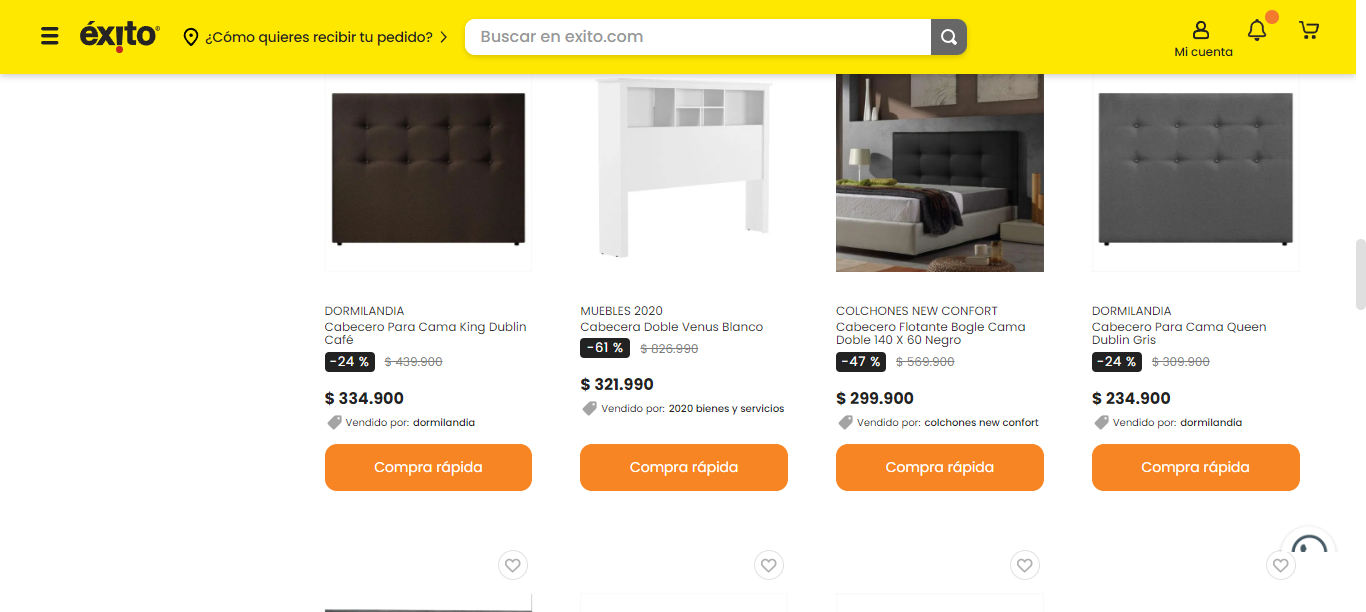 éxito®
¿Cómo quieres recibir tu pedido?
Buscar en exito.com
Mi cuenta
DORMILANDIA
Cabecero Para Cama King Dublin
Café
-24 % $ 439.900
$ 334.900
Vendido por: dormilandia
Compra rápida
MUEBLES 2020
Cabecera Doble Venus Blanco
-61 % $ 826.990
$ 321.990
Vendido por: 2020 bienes y servicios
Compra rápida
COLCHONES NEW CONFORT
Cabecero Flotante Bogle Cama
Doble 140 X 60 Negro
-47 % $ 569.900
$ 299.900
Vendido por: colchones new confort
Compra rápida
DORMILANDIA
Cabecero Para Cama Queen
Dublin Gris
-24 % $ 309.900
$ 234.900
Vendido por: dormilandia
Compra rápida